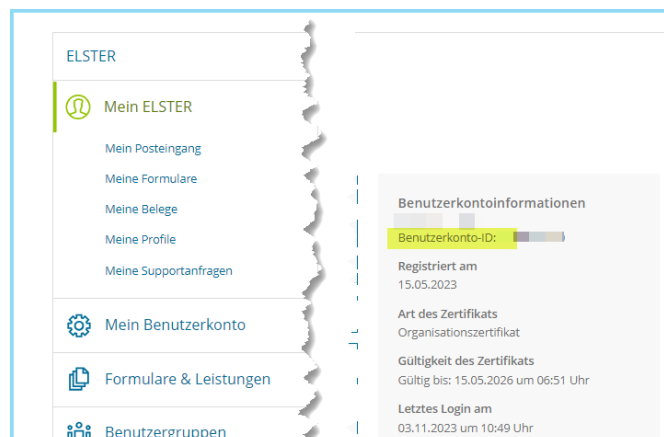 ELSTER
Mein ELSTER
Mein Posteingang
Meine Formulare
Meine Belege
Meine Profile
Meine Supportanfragen
Mein Benutzerkonto
Formulare & Leistungen
Benutzergruppen
Benutzerkontoinformationen
Benutzerkonto-ID:
Registriert am
15.05.2023
Art des Zertifikats
Organisationszertifikat
Gültigkeit des Zertifikats
Gültig bis: 15.05.2026 um 06:51 Uhr
Letztes Login am
03.11.2023 um 10:49 Uhr